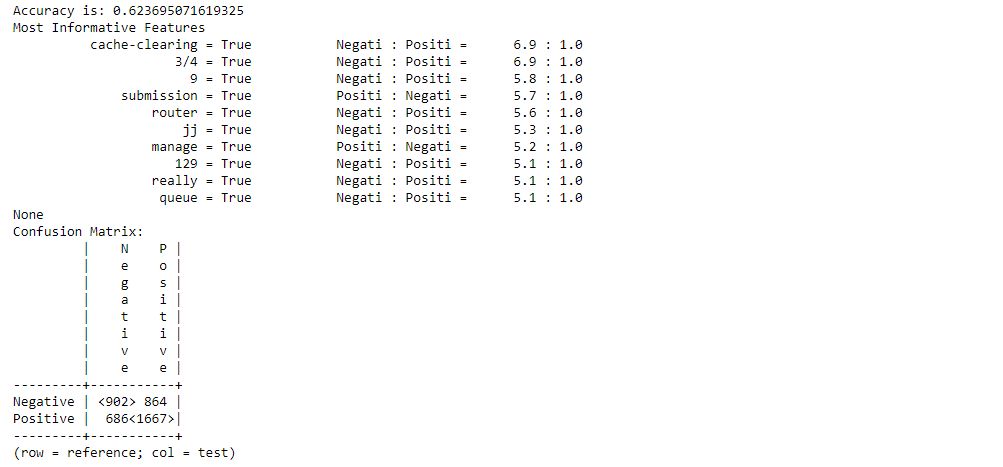 Accuracy is: 0.623695071619325
Most Informative Features
cache-clearing = True Negati : Positi = 6.9 : 1.0
3/4 = True Negati : Positi = 6.9 : 1.0
9 = True Negati : Positi = 5.8 : 1.0
submission = True Positi : Negati = 5.7 : 1.0
router = True Negati : Positi = 5.6 : 1.0
jj = True Negati : Positi = 5.3 : 1.0
manage = True Positi : Negati = 5.2 : 1.0
129 = True Negati : Positi = 5.1 : 1.0
really = True Negati : Positi = 5.1 : 1.0
queue = True Negati : Positi = 5.1 : 1.0
None
Confusion Matrix:
| N P |
| e o |
| g s |
| a i |
| t t |
| i i |
| v v |
| e e |
---------+-----------+
Negative | <902> 864 |
Positive | 686<1667>|
---------+-----------+
(row = reference; col = test)